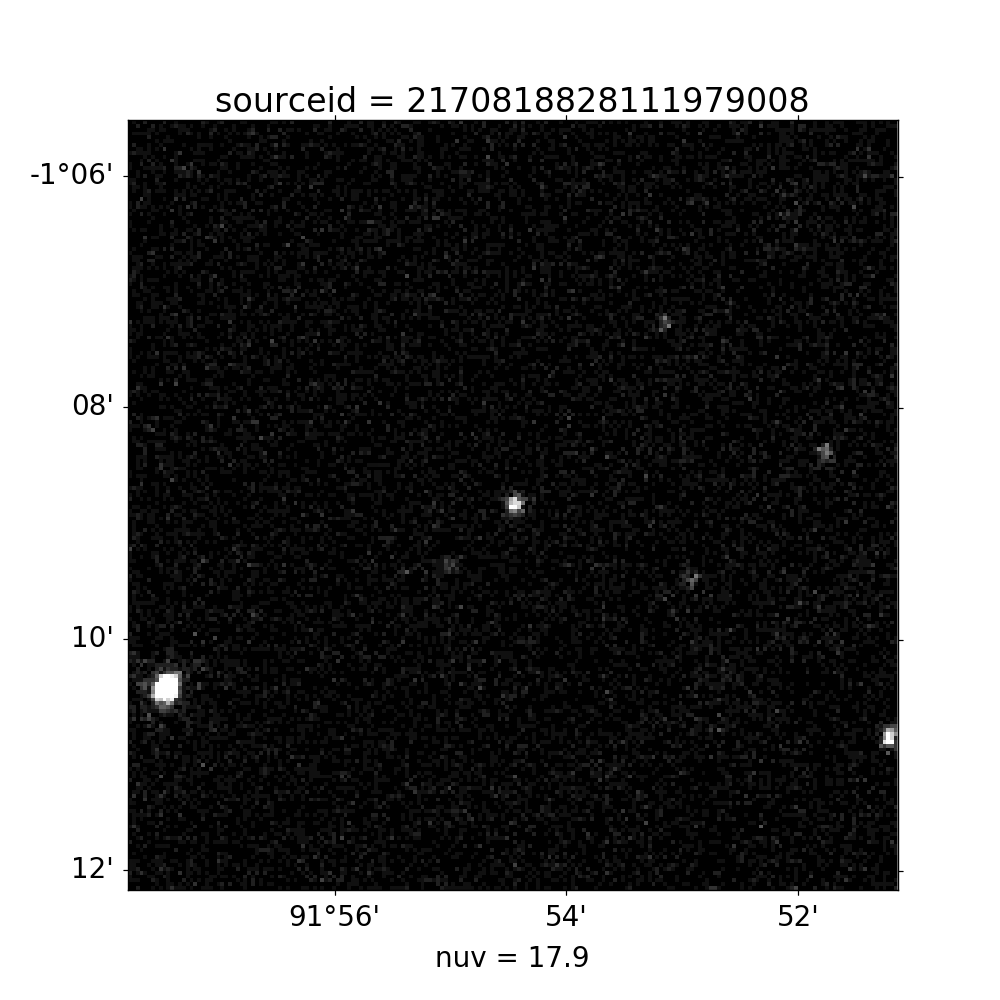 sourceid = 2170818828111979008
-1°06'
08'
10'
12'
91°56' 54' 52'
nuv = 17.9